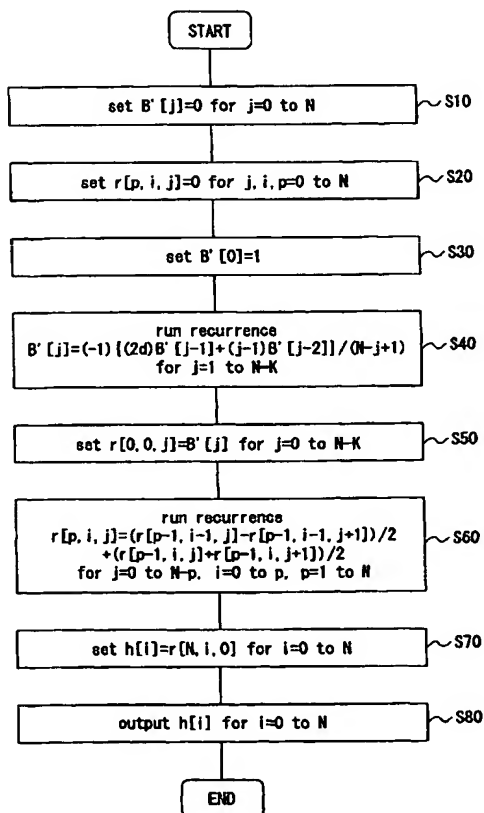 START
set B'[j]=0 for j=0 to N
S10
set r[p,i,j]=0 for j,i,p=0 to N
S20
set B'[0]=1
S30
run recurrence
B'[j]=(-1){(2d)B'[j-1]+(j-1)B'[j-2]}/(N-j+1)
for j=1 to N-K
S40
set r[0,0,j]=B'[j] for j=0 to N-K
S50
run recurrence
r[p,i,j]=(r[p-1,i-1,j]-r[p-1,i-1,j+1])/2
+(r[p-1,i,j]+r[p-1,i,j+1])/2
for j=0 to N-p, i=0 to p, p=1 to N
S60
set h[i]=r[N,i,0] for i=0 to N
S70
output h[i] for i=0 to N
S80
END